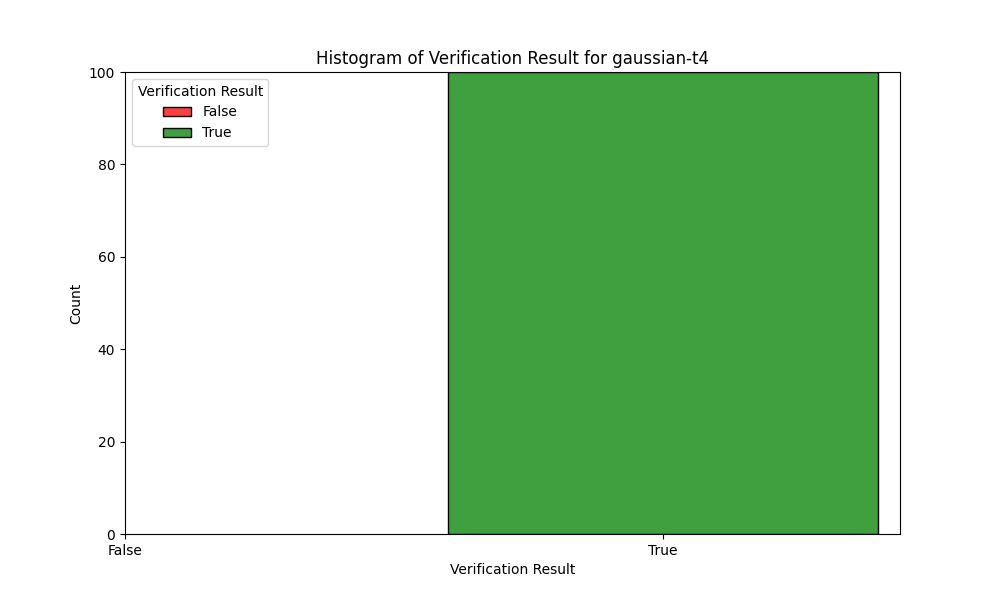 Histogram of Verification Result for gaussian-t4
Verification Result
False
True
100
80
60
40
20
0
Count
False
True
Verification Result